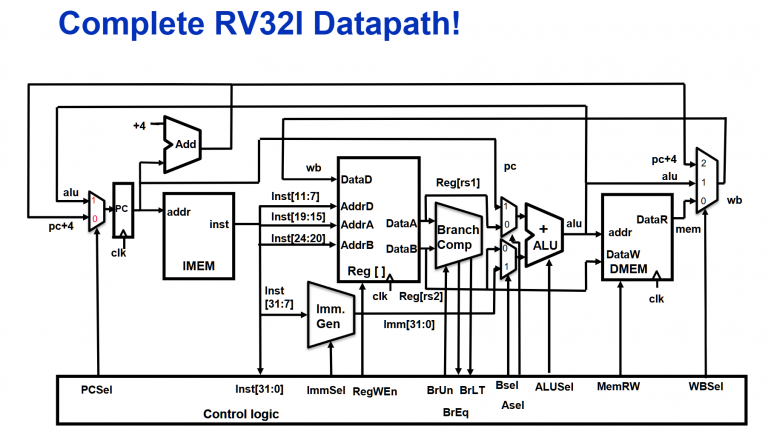 Complete RV32I Datapath!
+4
Add
alu
pc+4
1
0
PC
clk
addr
inst
IMEM
wb
Inst[11:7]
Inst[19:15]
Inst[24:20]
DataD
AddrD
AddrA
AddrB
DataA
DataB
Reg [ ]
clk
Inst
[31:7]
Imm.
Gen
Imm[31:0]
Reg[rs1]
Reg[rs2]
Branch
Comp
pc
1
0
0
1
+
ALU
alu
addr
DataW
DataR
DMEM
clk
mem
pc+4
alu
2
1
0
wb
PCSel
Inst[31:0]
ImmSel
RegWEn
BrUn
BrEq
BrLT
Bsel
Asel
ALUSel
MemRW
WBSel
Control logic